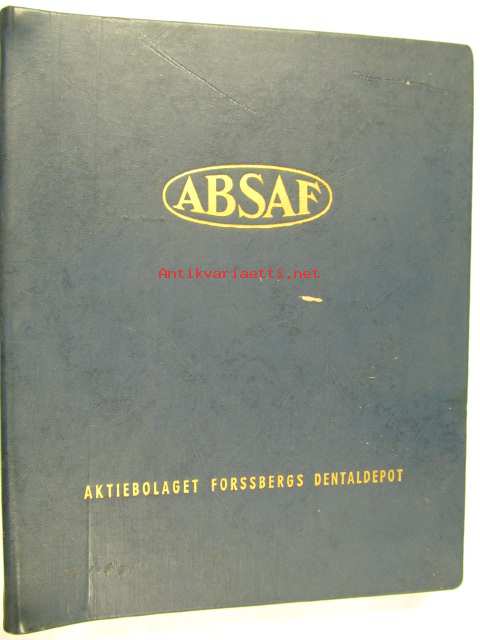 ABSAF
Antikvariaatti.net
AKTIEBOLAGET FORSSBERGS DENTALDEPOT